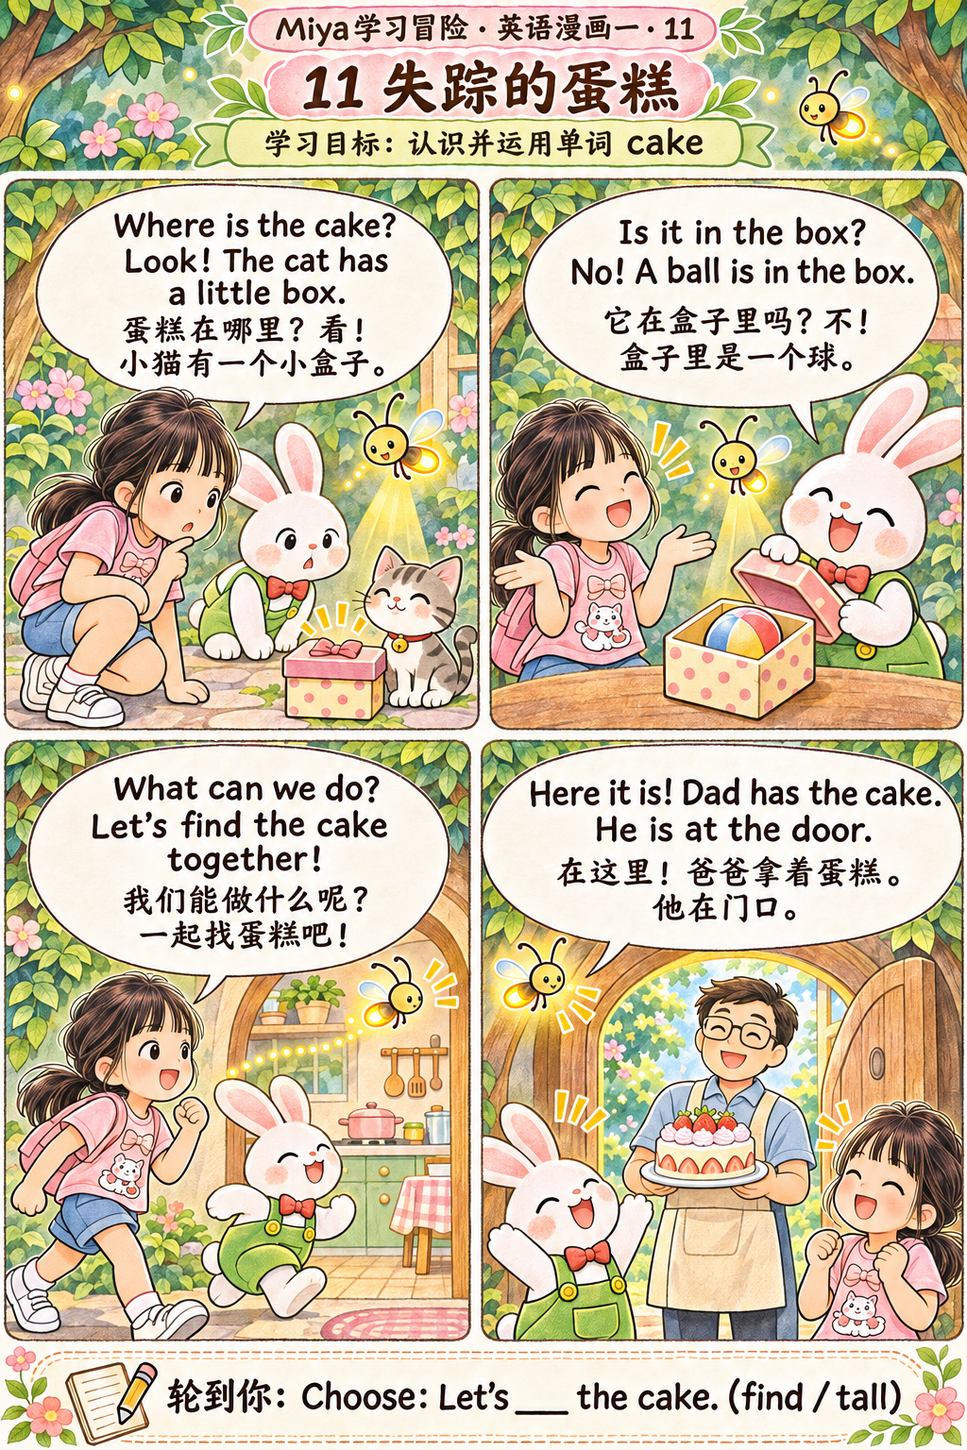 Miya学习冒险·英语漫画一·11
11 失踪的蛋糕
学习目标：认识并运用单词 cake
Where is the cake?
Look! The cat has
a little box.
蛋糕在哪里？看！
小猫有一个小盒子。
Is it in the box?
No! A ball is in the box.
它在盒子里吗？不！
盒子里是一个球。
What can we do?
Let's find the cake
together!
我们能做什么呢？
一起找蛋糕吧！
Here it is! Dad has the cake.
He is at the door.
在这里！爸爸拿着蛋糕。
他在门口。
轮到你：Choose: Let's ___ the cake. (find / tall)